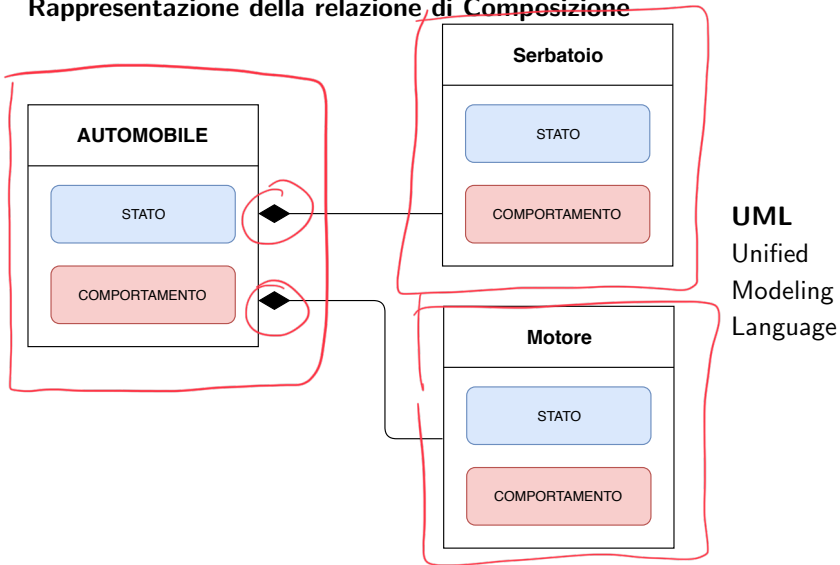 Rappresentazione della relazione di Composizione
AUTOMOBILE
STATO
COMPORTAMENTO
Serbatoio
STATO
COMPORTAMENTO
Motore
STATO
COMPORTAMENTO
UML
Unified
Modeling
Language